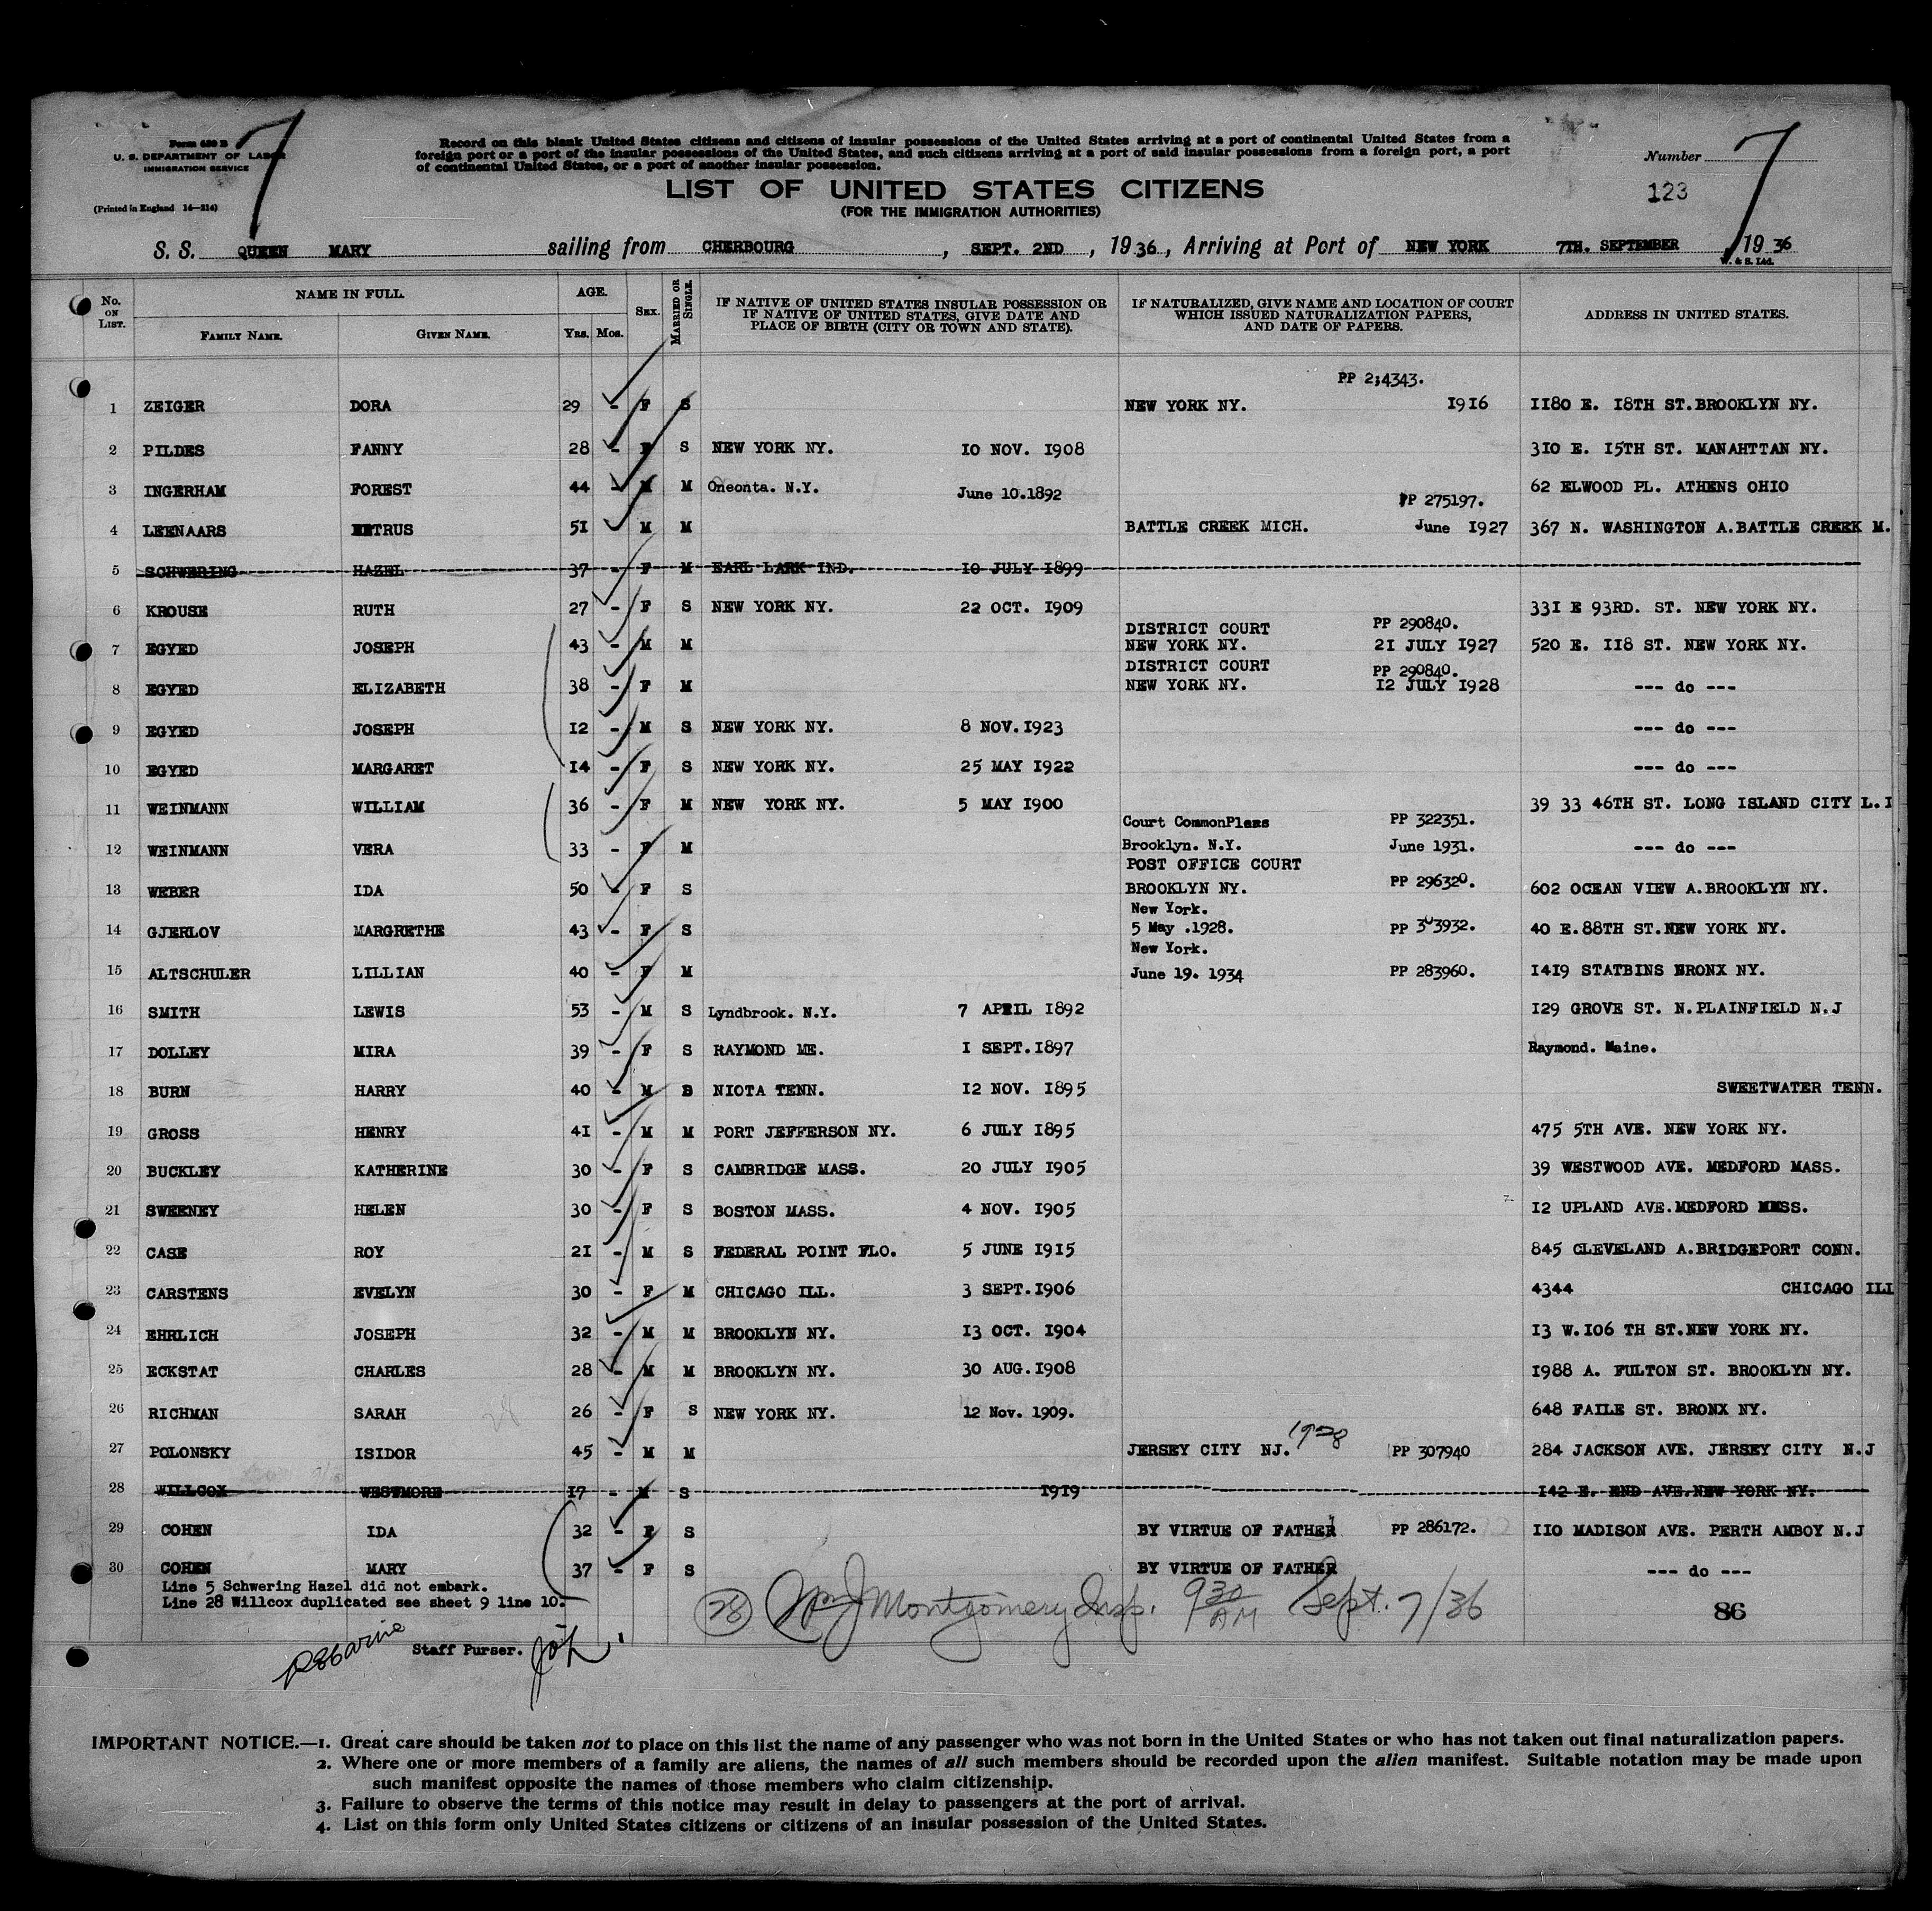 7
Form 630 B
U. S. DEPARTMENT OF LABOR
IMMIGRATION SERVICE
(Printed in England 14—214)
Record on this blank United States citizens and citizens of insular possessions of the United States arriving at a port of continental United States from a
foreign port or a port of the insular possessions of the United States, and such citizens arriving at a port of said insular possessions from a foreign port, a port
of continental United States, or a port of another insular possession.
LIST OF UNITED STATES CITIZENS
(FOR THE IMMIGRATION AUTHORITIES)
Number 7
123
S. S. QUEEN MARY sailing from CHERBOURG, SEPT. 2ND, 1936, Arriving at Port of NEW YORK 7TH. SEPTEMBER, 1936
W. & S. Ltd.
No. ON LIST. NAME IN FULL. FAMILY NAME. GIVEN NAME. AGE. Yrs. Mos. SEX. MARRIED OR SINGLE. IF NATIVE OF UNITED STATES INSULAR POSSESSION OR IF NATIVE OF UNITED STATES, GIVE DATE AND PLACE OF BIRTH (CITY OR TOWN AND STATE). IF NATURALIZED, GIVE NAME AND LOCATION OF COURT WHICH ISSUED NATURALIZATION PAPERS, AND DATE OF PAPERS. ADDRESS IN UNITED STATES.
PP 2;4343.
1 ZEIGER DORA 29 - F S NEW YORK NY. 1916 1180 E. 18TH ST.BROOKLYN NY.
2 PILDES FANNY 28 - F S NEW YORK NY. 10 NOV. 1908 310 E. 15TH ST. MANAHTTAN NY.
3 INGERHAM FOREST 44 - M M Oneonta. N.Y. June 10.1892 62 ELWOOD PL. ATHENS OHIO
PP 275197.
4 LEENAARS 51 M M BATTLE CREEK MICH. June 1927 367 N. WASHINGTON A.BATTLE CREEK M.
5 SCHWERING HAZEL 37 - F M EARL LARK IND. 10 JULY 1899
6 KROUSE RUTH 27 - F S NEW YORK NY. 22 OCT. 1909 331 E 93RD. ST. NEW YORK NY.
DISTRICT COURT PP 290840.
7 EGYED JOSEPH 43 - M M NEW YORK NY. 21 JULY 1927 520 E. 118 ST. NEW YORK NY.
DISTRICT COURT PP 290840.
8 EGYED ELIZABETH 38 - F M NEW YORK NY. 12 JULY 1928 --- do ---
9 EGYED JOSEPH 12 - M S NEW YORK NY. 8 NOV.1923 --- do ---
10 EGYED MARGARET 14 - F S NEW YORK NY. 25 MAY 1922 --- do ---
11 WEINMANN WILLIAM 36 - F M NEW YORK NY. 5 MAY 1900 39 33 46TH ST. LONG ISLAND CITY L.I
Court CommonPleas PP 322351.
12 WEINMANN VERA 33 - F M Brooklyn. N.Y. June 1931. --- do ---
POST OFFICE COURT
13 WEBER IDA 50 - F S BROOKLYN NY. PP 296320. 602 OCEAN VIEW A.BROOKLYN NY.
New York.
14 GJERLOV MARGRETHE 43 - F S 5 May .1928. PP 303932. 40 E.88TH ST.NEW YORK NY.
New York.
15 ALTSCHULER LILLIAN 40 - F M June 19. 1934 PP 283960. 1419 STATBINS BRONX NY.
16 SMITH LEWIS 53 - M S Lyndbrook. N.Y. 7 APRIL 1892 129 GROVE ST. N.PLAINFIELD N.J
17 DOLLEY MIRA 39 - F S RAYMOND ME. 1 SEPT.1897 Raymond. Maine.
18 BURN HARRY 40 - M NIOTA TENN. 12 NOV. 1895 SWEETWATER TENN.
19 GROSS HENRY 41 - M M PORT JEFFERSON NY. 6 JULY 1895 475 5TH AVE. NEW YORK NY.
20 BUCKLEY KATHERINE 30 - F S CAMBRIDGE MASS. 20 JULY 1905 39 WESTWOOD AVE. MEDFORD MASS.
21 SWEENEY HELEN 30 - F S BOSTON MASS. 4 NOV. 1905 12 UPLAND AVE.MEDFORD MASS.
22 CASE ROY 21 - M S FEDERAL POINT FLO. 5 JUNE 1915 845 CLEVELAND A.BRIDGEPORT CONN.
23 CARSTENS EVELYN 30 - F M CHICAGO ILL. 3 SEPT.1906 4344 CHICAGO ILL
24 EHRLICH JOSEPH 32 - M M BROOKLYN NY. 13 OCT. 1904 13 W.106 TH ST.NEW YORK NY.
25 ECKSTAT CHARLES 28 - M M BROOKLYN NY. 30 AUG.1908 1988 A. FULTON ST. BROOKLYN NY.
26 RICHMAN SARAH 26 - F S NEW YORK NY. 12 Nov. 1909. 648 FAILE ST. BRONX NY.
27 POLONSKY ISIDOR 45 - M M JERSEY CITY NJ. 1928 PP 307940 284 JACKSON AVE. JERSEY CITY N.J
28 WILLCOX WESTMORE 17 - M S 1919 142 E. END AVE.NEW YORK NY.
29 COHEN IDA 32 - F S BY VIRTUE OF FATHER PP 286172. 110 MADISON AVE. PERTH AMBOY N.J
30 COHEN MARY 37 - F S BY VIRTUE OF FATHER --- do ---
Line 5 Schwering Hazel did not embark.
Line 28 Willcox duplicated see sheet 9 line 10.
28 Wm J Montgomery Insp. 9 30 AM Sept. 7/36
86
Staff Purser.
IMPORTANT NOTICE.—1. Great care should be taken not to place on this list the name of any passenger who was not born in the United States or who has not taken out final naturalization papers.
2. Where one or more members of a family are aliens, the names of all such members should be recorded upon the alien manifest. Suitable notation may be made upon
such manifest opposite the names of those members who claim citizenship.
3. Failure to observe the terms of this notice may result in delay to passengers at the port of arrival.
4. List on this form only United States citizens or citizens of an insular possession of the United States.